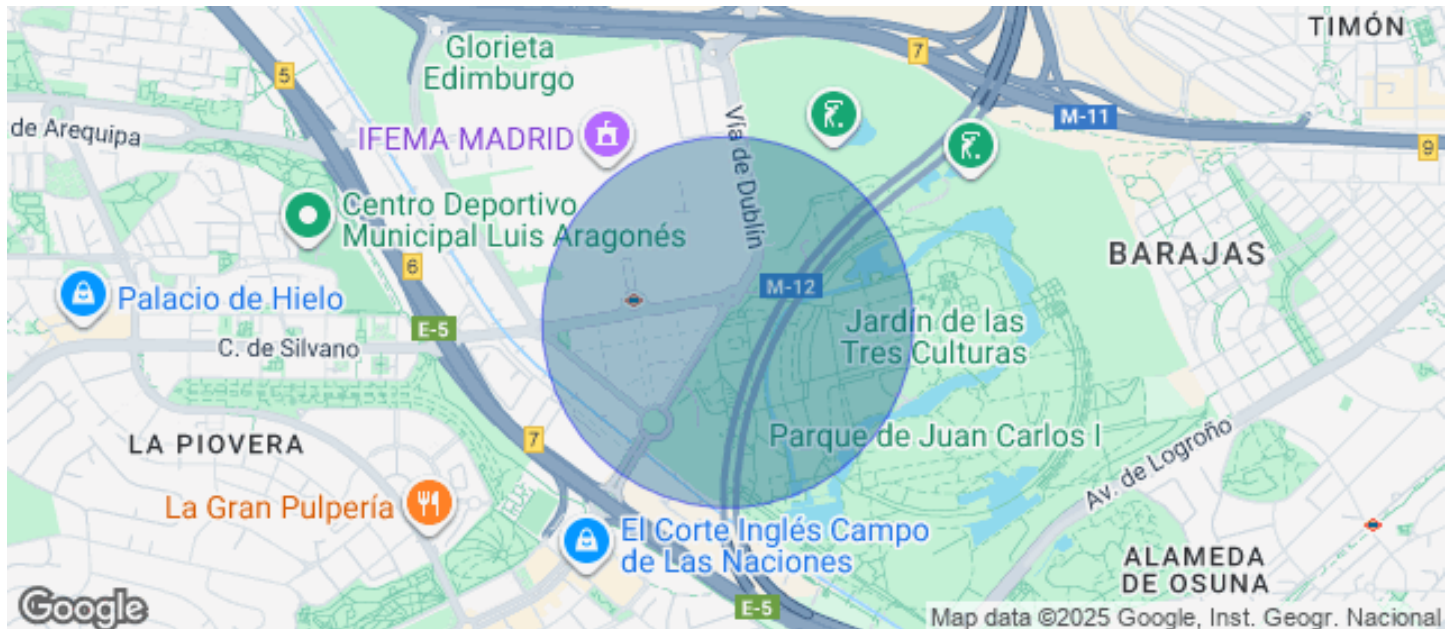 TIMÓN
Glorieta
Edimburgo
7
5
M-11
de Arequipa
IFEMA MADRID
9
Vía de Dublín
Centro Deportivo
Municipal Luis Aragonés
BARAJAS
6
Palacio de Hielo
M-12
E-5
Jardín de las
Tres Culturas
C. de Silvano
Parque de Juan Carlos I
LA PIOVERA
7
Av. de Logroño
La Gran Pulpería
El Corte Inglés Campo
de Las Naciones
ALAMEDA
DE OSUNA
E-5
Google
Map data ©2025 Google, Inst. Geogr. Nacional